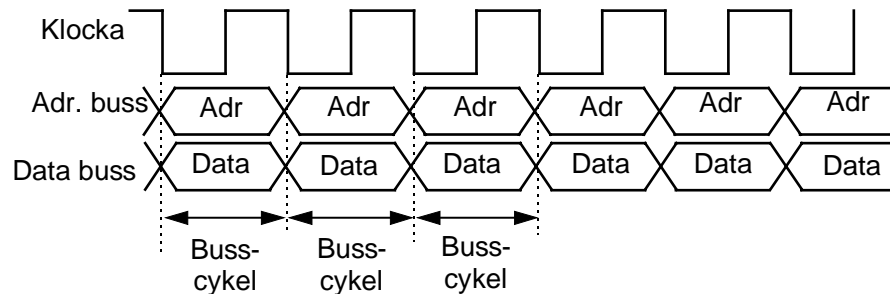 Klocka
Adr. buss Adr Adr Adr Adr Adr Adr
Data buss Data Data Data Data Data Data
Buss- Buss- Buss-
cykel cykel cykel